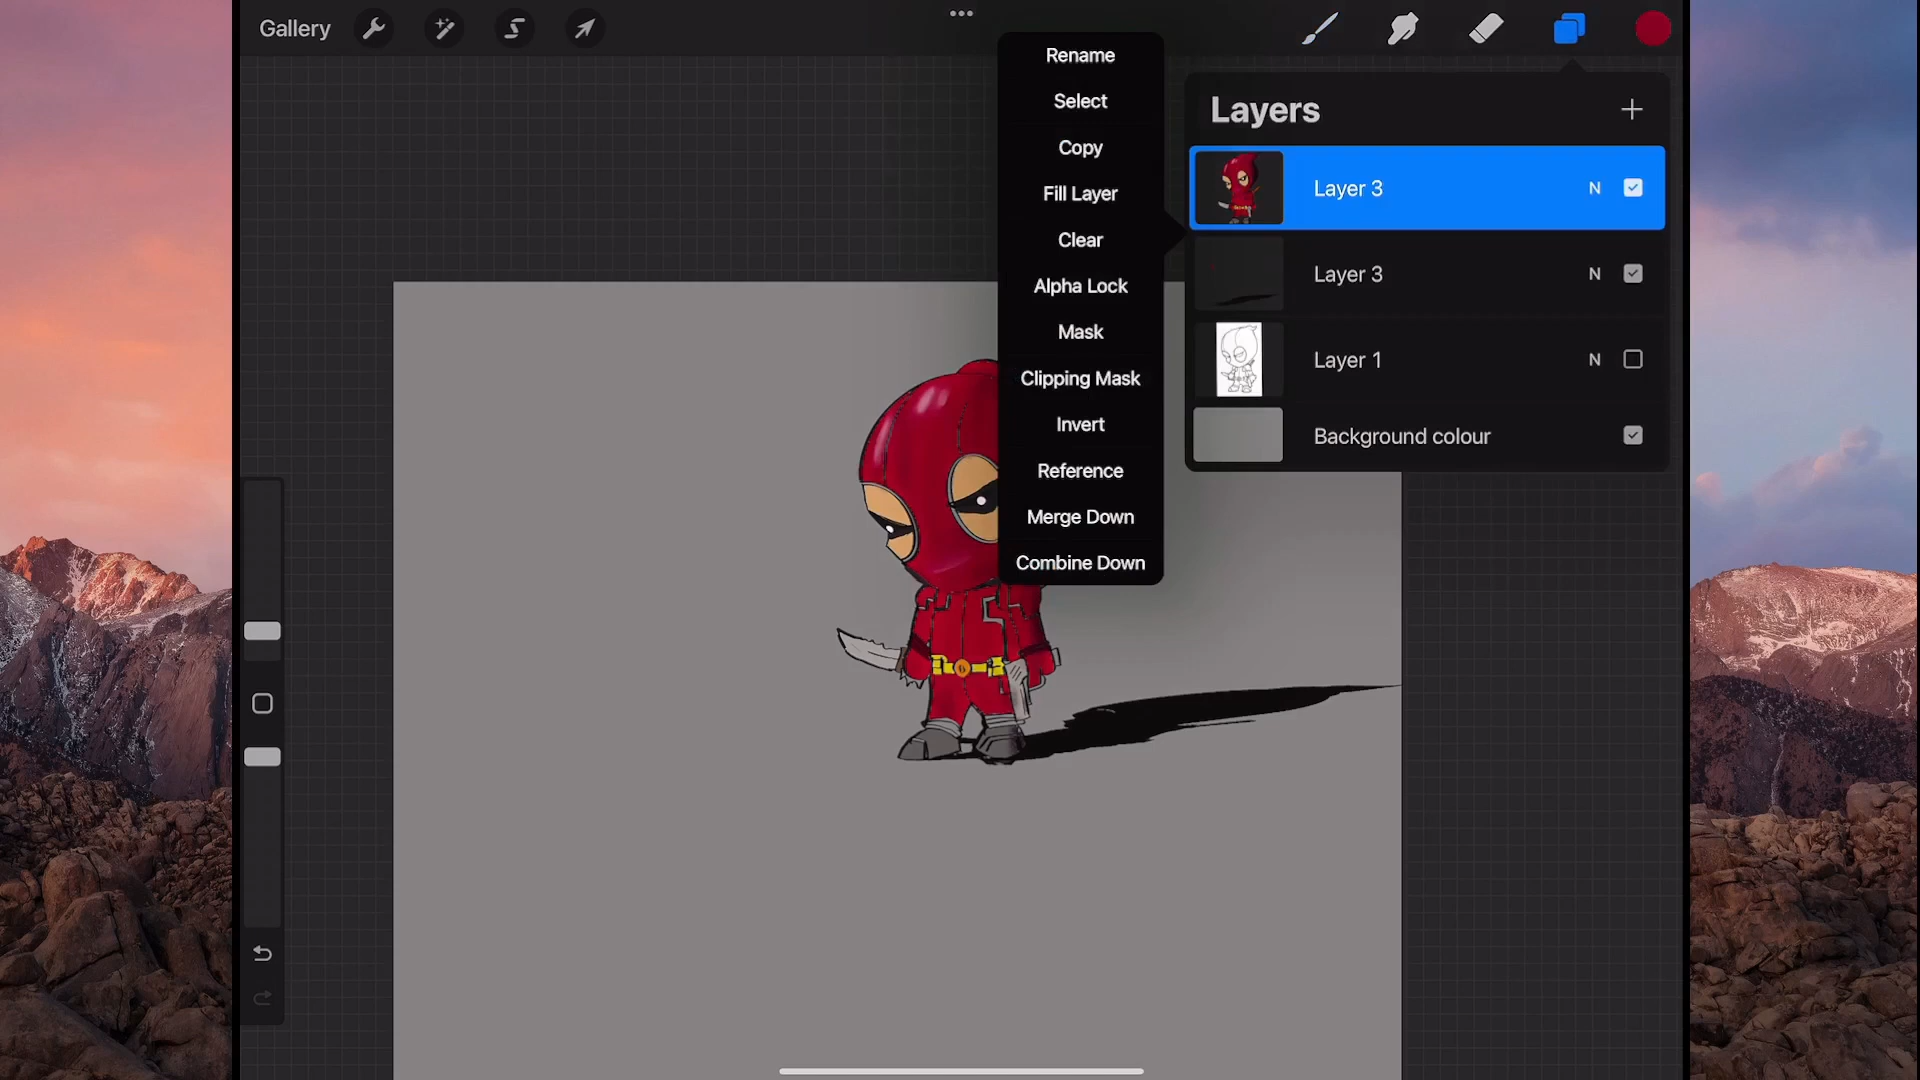 Gallery
Rename
Select
Copy
Fill Layer
Clear
Alpha Lock
Mask
Clipping Mask
Invert
Reference
Merge Down
Combine Down
Layers
Layer 3 N
Layer 3 N
Layer 1 N
Background colour